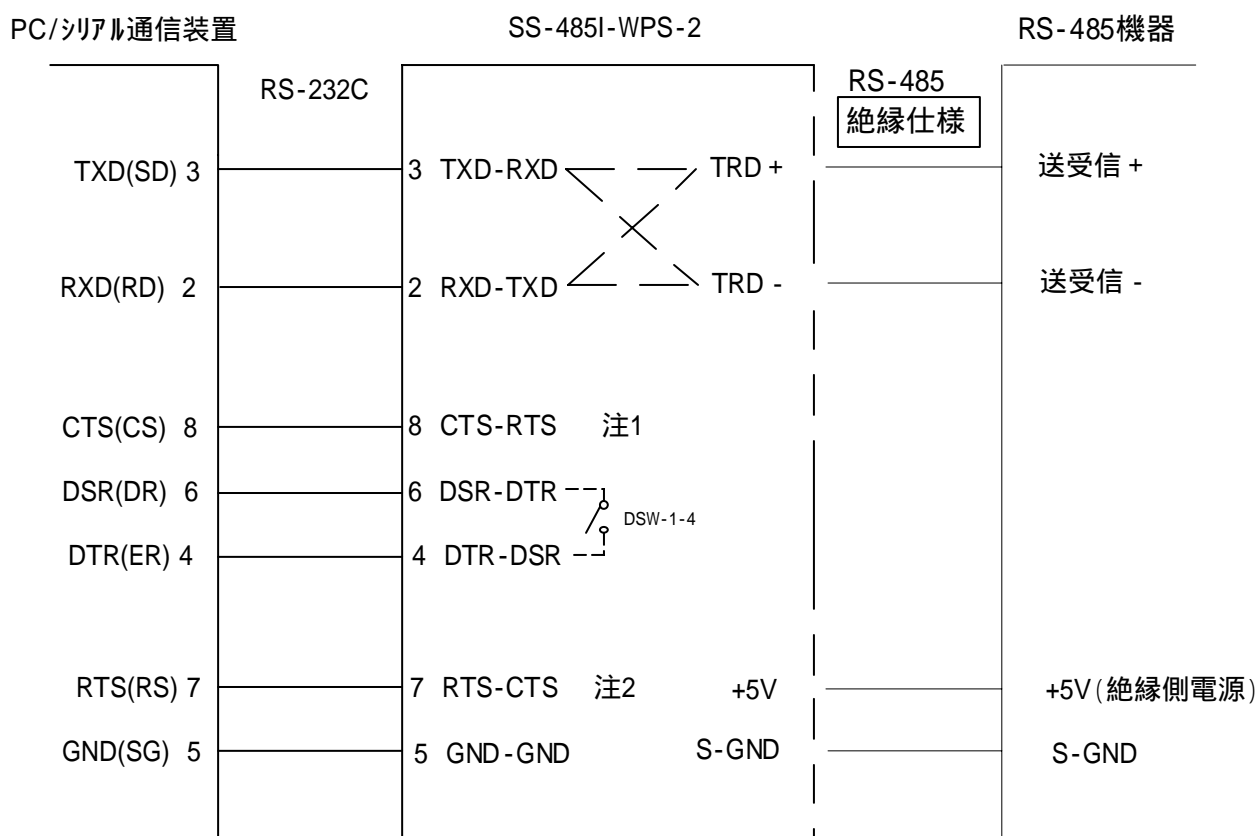 PC/ｼﾘｱﾙ通信装置 SS-485I-WPS-2 RS-485機器
RS-232C RS-485
絶縁仕様
TXD(SD) 3 3 TXD-RXD TRD + 送受信 +
RXD(RD) 2 2 RXD-TXD TRD - 送受信 -
CTS(CS) 8 8 CTS-RTS 注1
DSR(DR) 6 6 DSR-DTR
DSW-1-4
DTR(ER) 4 4 DTR-DSR
RTS(RS) 7 7 RTS-CTS 注2 +5V +5V(絶縁側電源)
GND(SG) 5 5 GND-GND S-GND S-GND